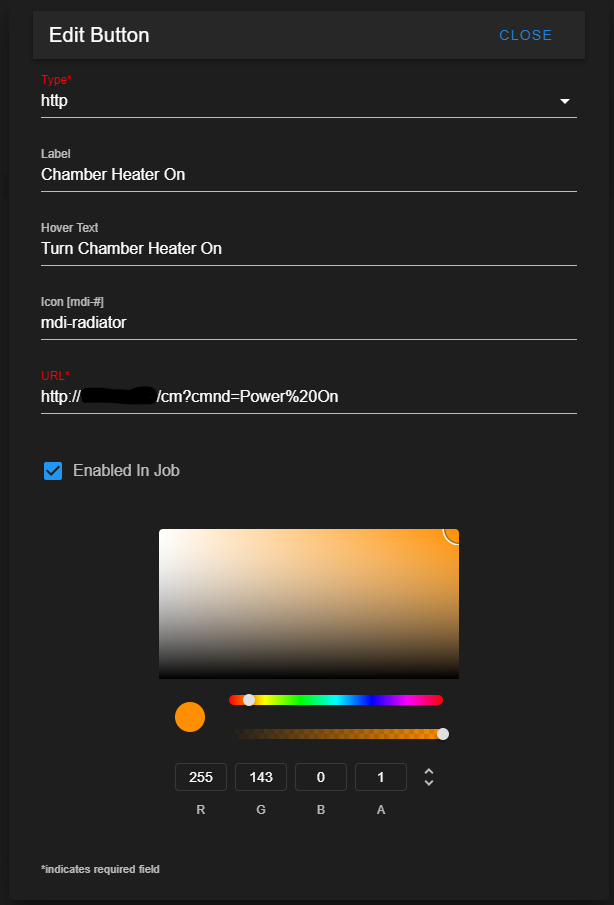 Edit Button
CLOSE
Type*
http
Label
Chamber Heater On
Hover Text
Turn Chamber Heater On
Icon [mdi-#]
mdi-radiator
URL*
http:// /cm?cmnd=Power%20On
Enabled In Job
255 143 0 1
R G B A
*indicates required field